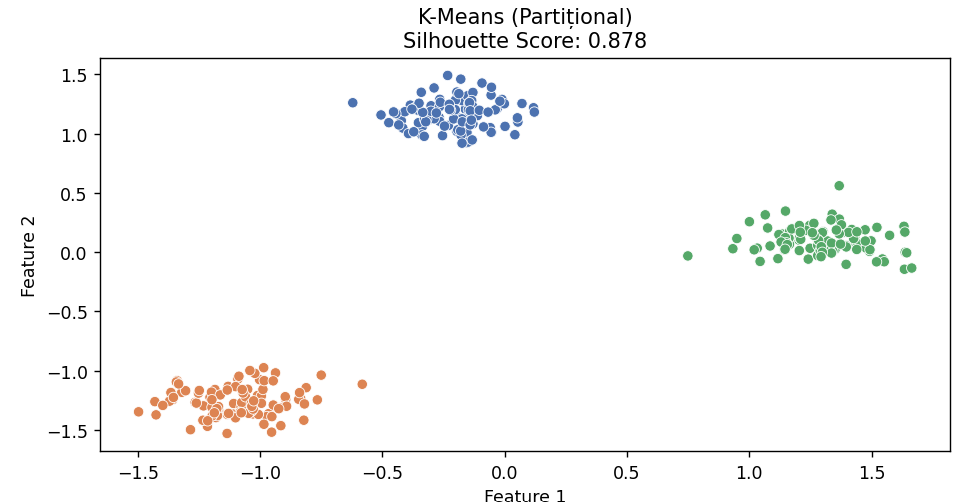 K-Means (Partițional)
Silhouette Score: 0.878
1.5
1.0
0.5
0.0
−0.5
−1.0
−1.5
Feature 2
−1.5 −1.0 −0.5 0.0 0.5 1.0 1.5
Feature 1